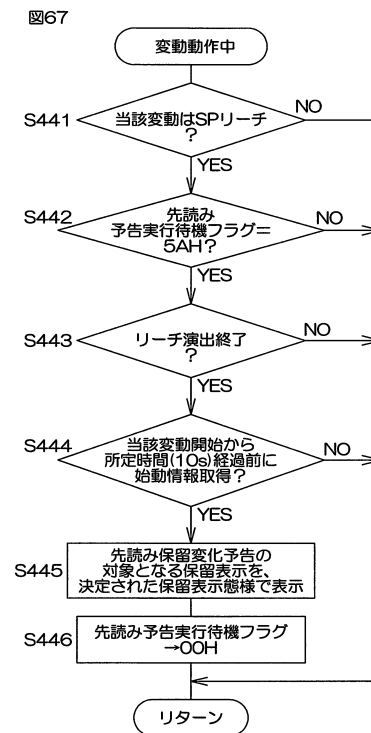 図67
変動動作中
S441
当該変動はSPリーチ
?
NO
YES
S442
先読み
予告実行待機フラグ=
5AH?
NO
YES
S443
リーチ演出終了
?
NO
YES
S444
当該変動開始から
所定時間(10s)経過前に
始動情報取得?
NO
YES
S445
先読み保留変化予告の
対象となる保留表示を、
決定された保留表示態様で表示
S446
先読み予告実行待機フラグ
→00H
リターン